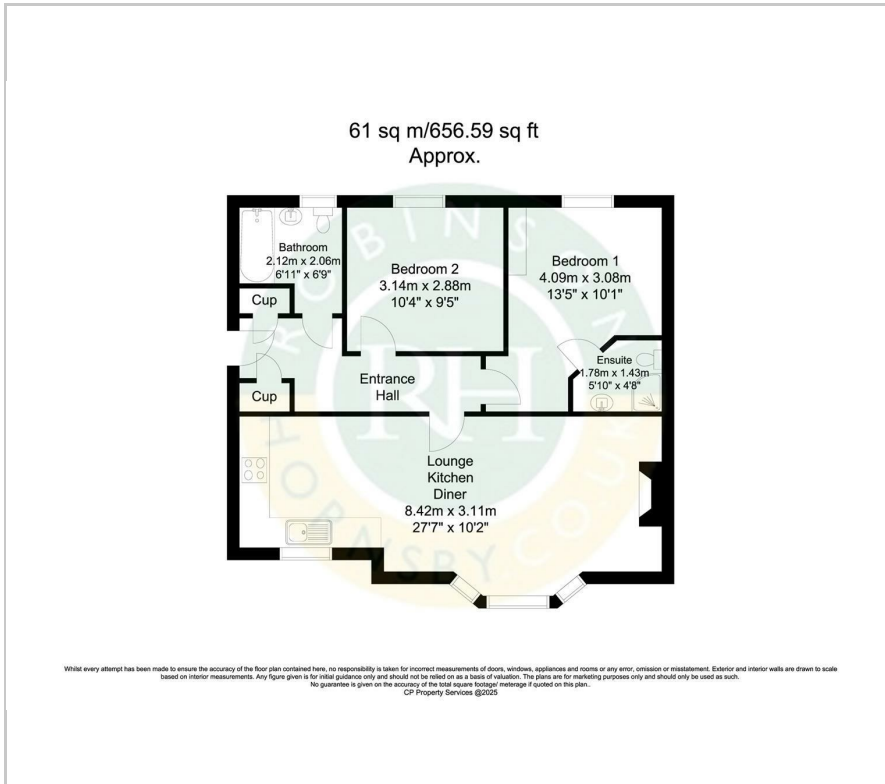 61 sq m/656.59 sq ft
Approx.
Bathroom
2.12m x 2.06m
6'11" x 6'9"
Bedroom 2
3.14m x 2.88m
10'4" x 9'5"
Bedroom 1
4.09m x 3.08m
13'5" x 10'1"
Cup
Ensuite
1.78m x 1.43m
5'10" x 4'8"
Entrance
Hall
Cup
Lounge
Kitchen
Diner
8.42m x 3.11m
27'7" x 10'2"
ROBINSON
RH
HORNSBY.CO.UK
Whilst every attempt has been made to ensure the accuracy of the floor plan contained here, no responsibility is taken for incorrect measurements of doors, windows, appliances and rooms or any error, omission or misstatement. Exterior and interior walls are drawn to scale
based on interior measurements. Any figure given is for initial guidance only and should not be relied on as a basis of valuation. The plans are for marketing purposes only and should only be used as such.
No guarantee is given on the accuracy of the total square footage/ meterage if quoted on this plan..
CP Property Services @2025